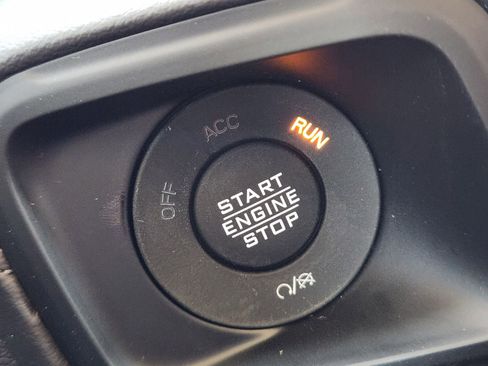 OFF
ACC
RUN
START
ENGINE
STOP